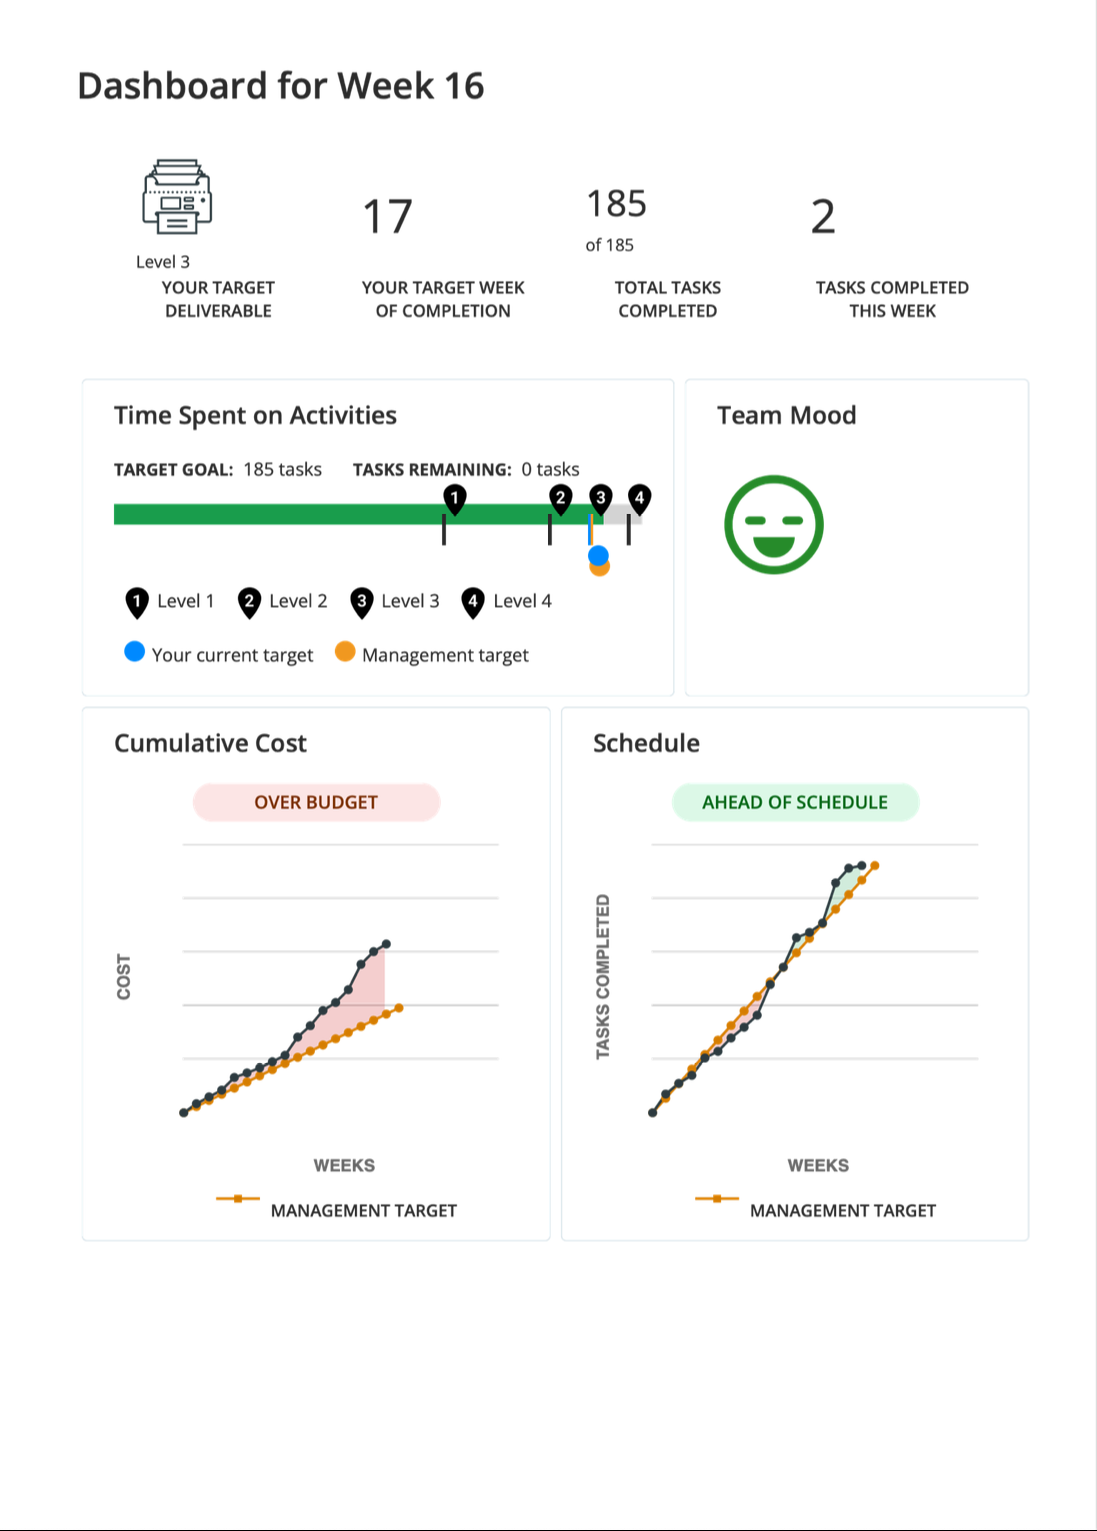 Dashboard for Week 16
Level 3
YOUR TARGET
DELIVERABLE
17
YOUR TARGET WEEK
OF COMPLETION
185
of 185
TOTAL TASKS
COMPLETED
2
TASKS COMPLETED
THIS WEEK
Time Spent on Activities
TARGET GOAL: 185 tasks TASKS REMAINING: 0 tasks
1 2 3 4
1 Level 1 2 Level 2 3 Level 3 4 Level 4
Your current target Management target
Team Mood
Cumulative Cost
OVER BUDGET
COST
WEEKS
MANAGEMENT TARGET
Schedule
AHEAD OF SCHEDULE
TASKS COMPLETED
WEEKS
MANAGEMENT TARGET